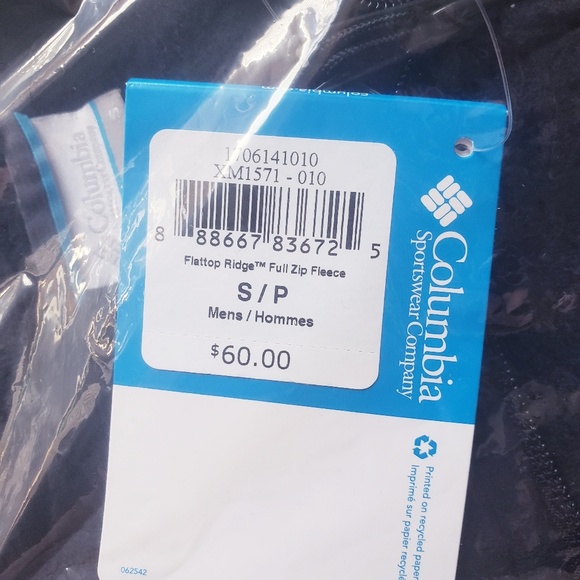 1706141010
XM1571 - 010
8 88667 83672 5
Flattop Ridge™ Full Zip Fleece
S / P
Mens / Hommes
$60.00
Columbia
Sportswear Company
Printed on recycled paper
Imprimé sur papier recyclé
062542
Columbia